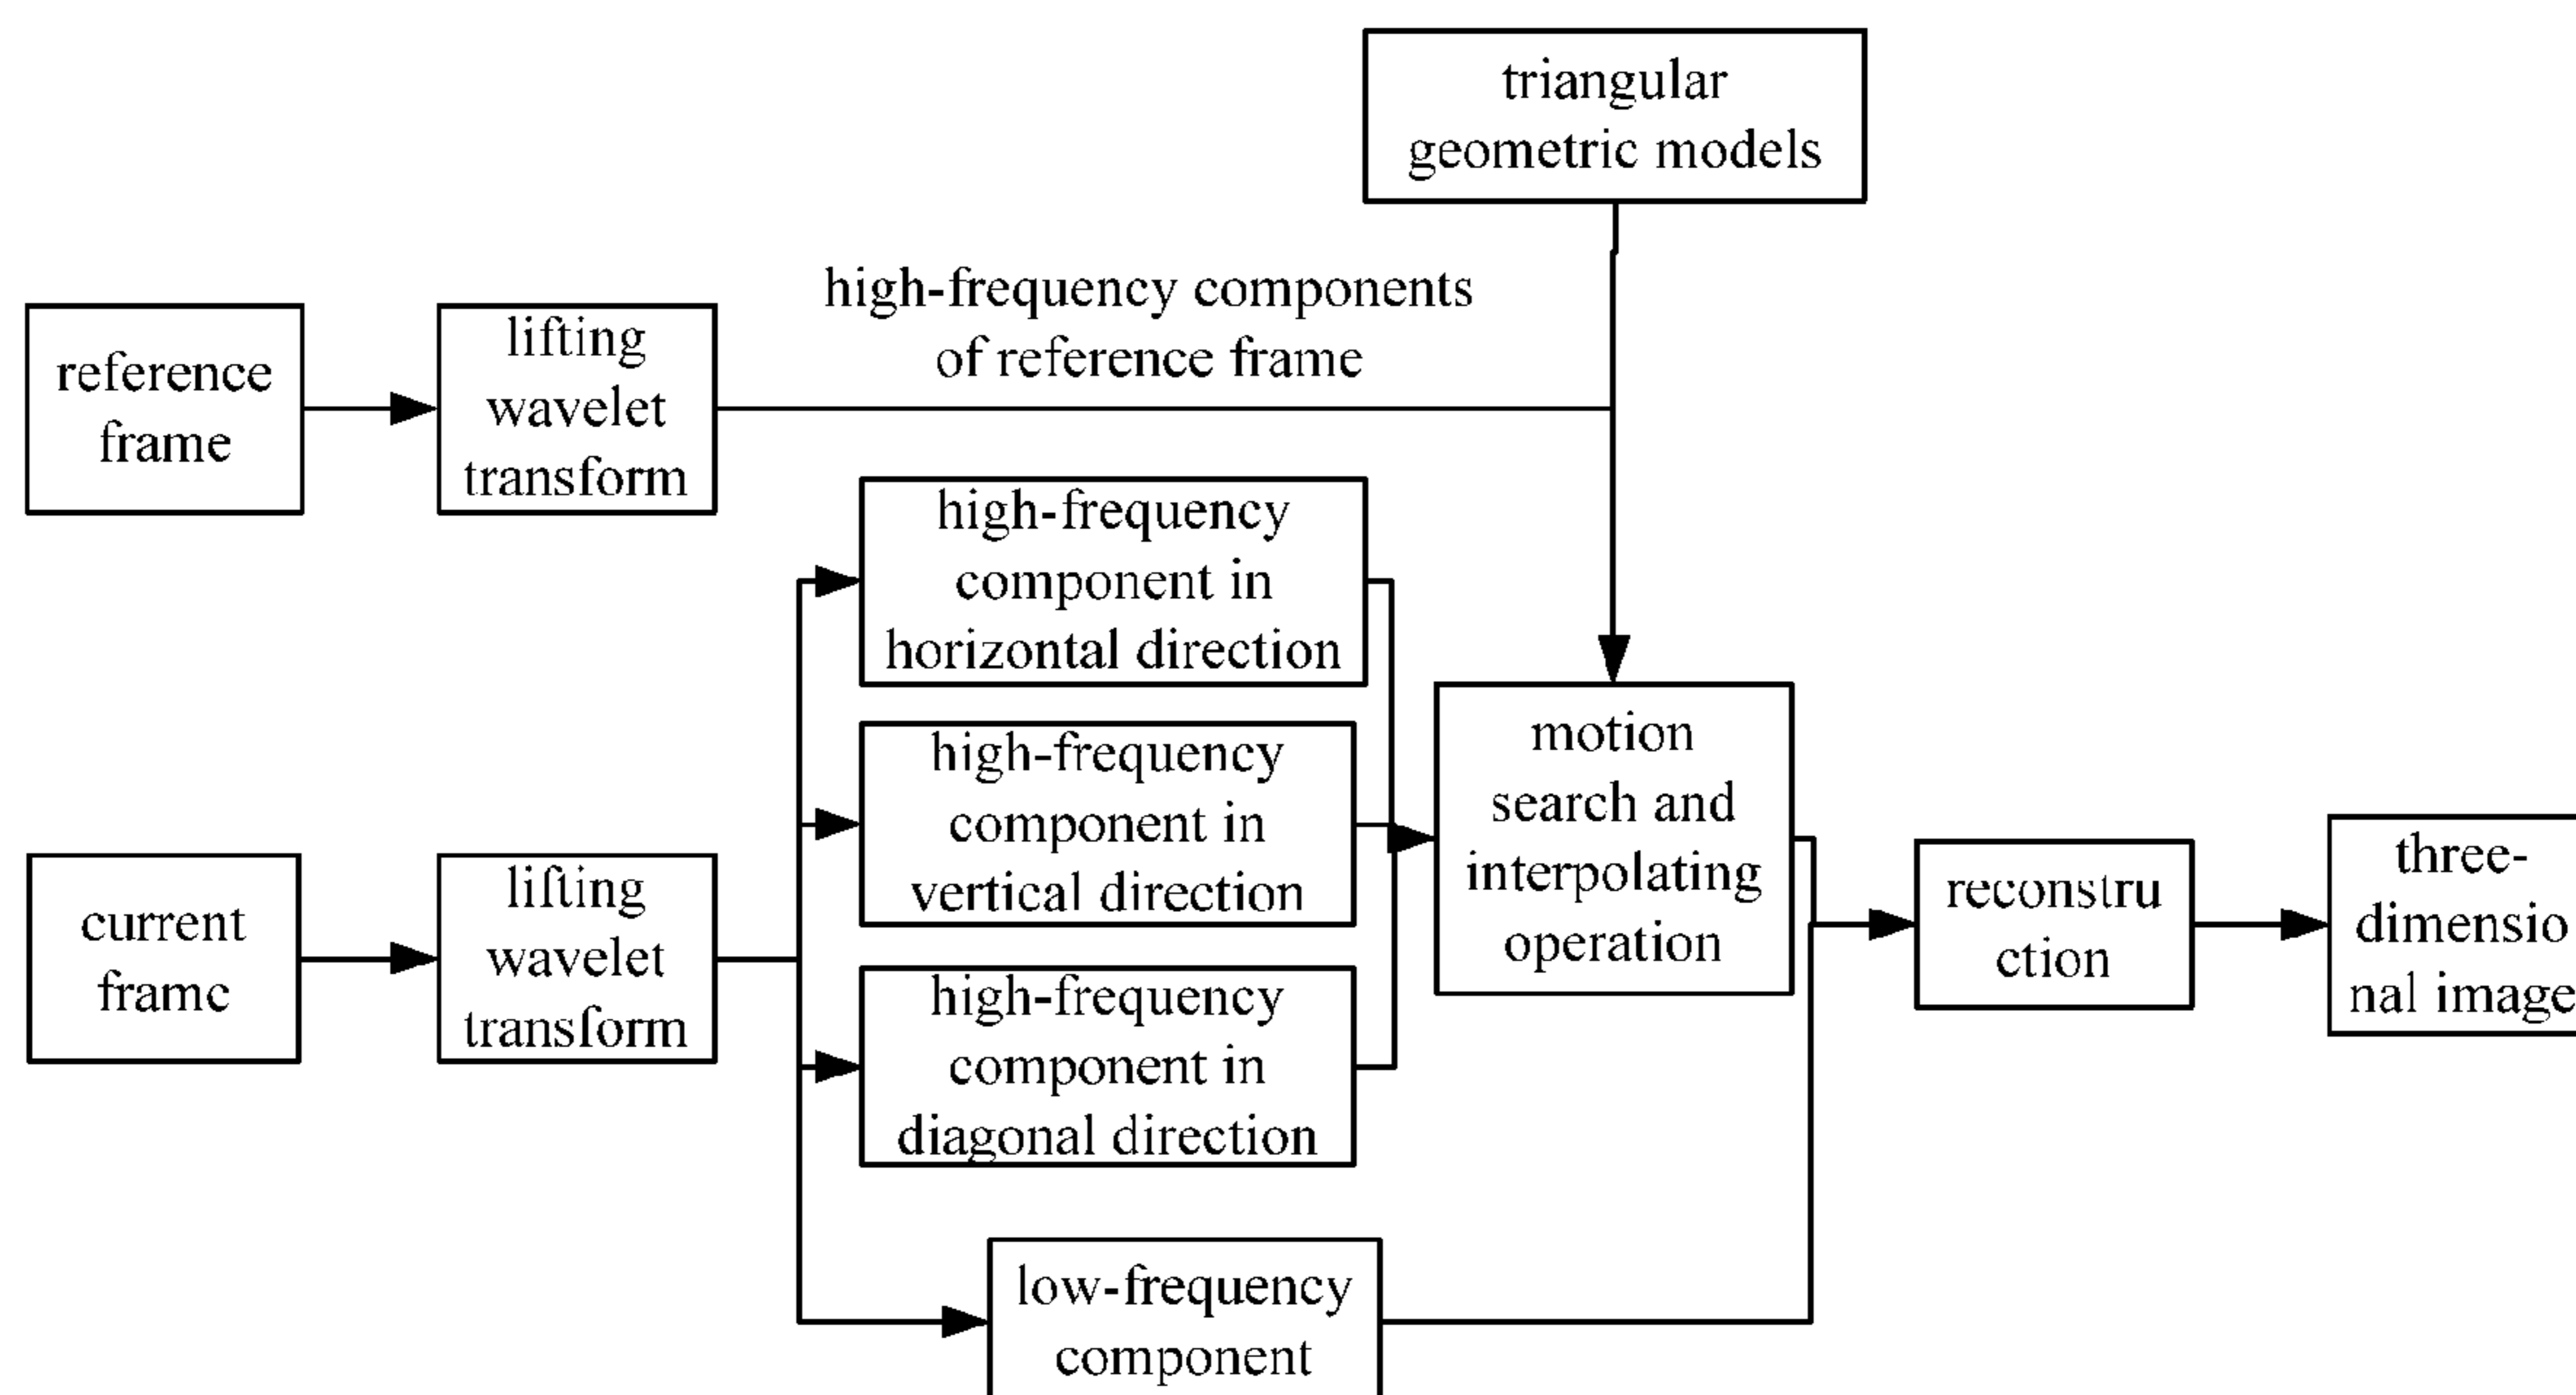 triangular
geometric models
high-frequency components
of reference frame
reference
frame
lifting
wavelet
transform
high-frequency
component in
horizontal direction
high-frequency
component in
vertical direction
high-frequency
component in
diagonal direction
low-frequency
component
current
frame
lifting
wavelet
transform
motion
search and
interpolating
operation
reconstru
ction
three-
dimensio
nal image